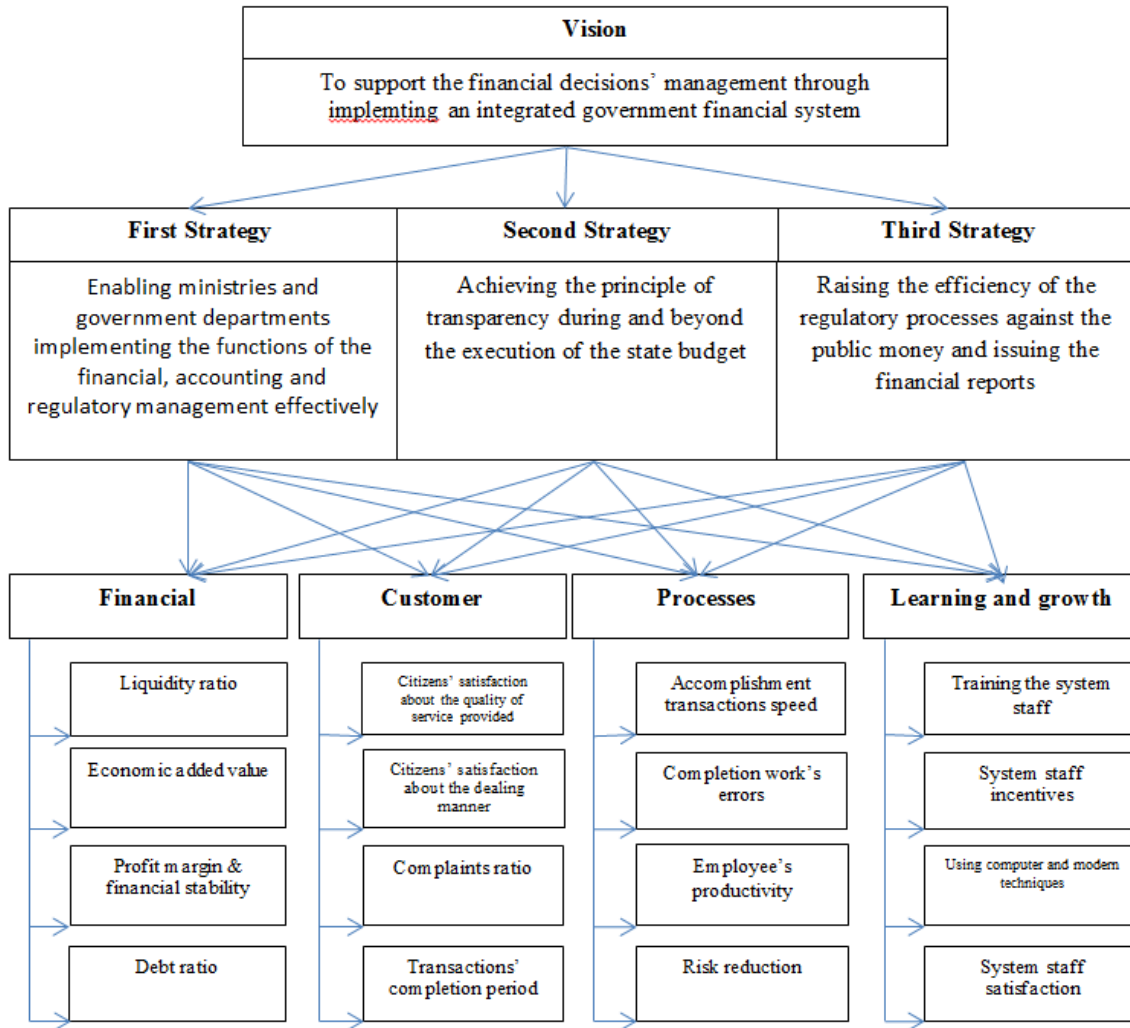 Vision
To support the financial decisions’ management through
implemting an integrated government financial system
First Strategy
Enabling ministries and
government departments
implementing the functions of the
financial, accounting and
regulatory management effectively
Second Strategy
Achieving the principle of
transparency during and beyond
the execution of the state budget
Third Strategy
Raising the efficiency of the
regulatory processes against the
public money and issuing the
financial reports
Financial
Liquidity ratio
Economic added value
Profit margin &
financial stability
Debt ratio
Customer
Citizens’ satisfaction
about the quality of
service provided
Citizens’ satisfaction
about the dealing
manner
Complaints ratio
Transactions’
completion period
Processes
Accomplishment
transactions speed
Completion work’s
errors
Employee’s
productivity
Risk reduction
Learning and growth
Training the system
staff
System staff
incentives
Using computer and modern
techniques
System staff
satisfaction